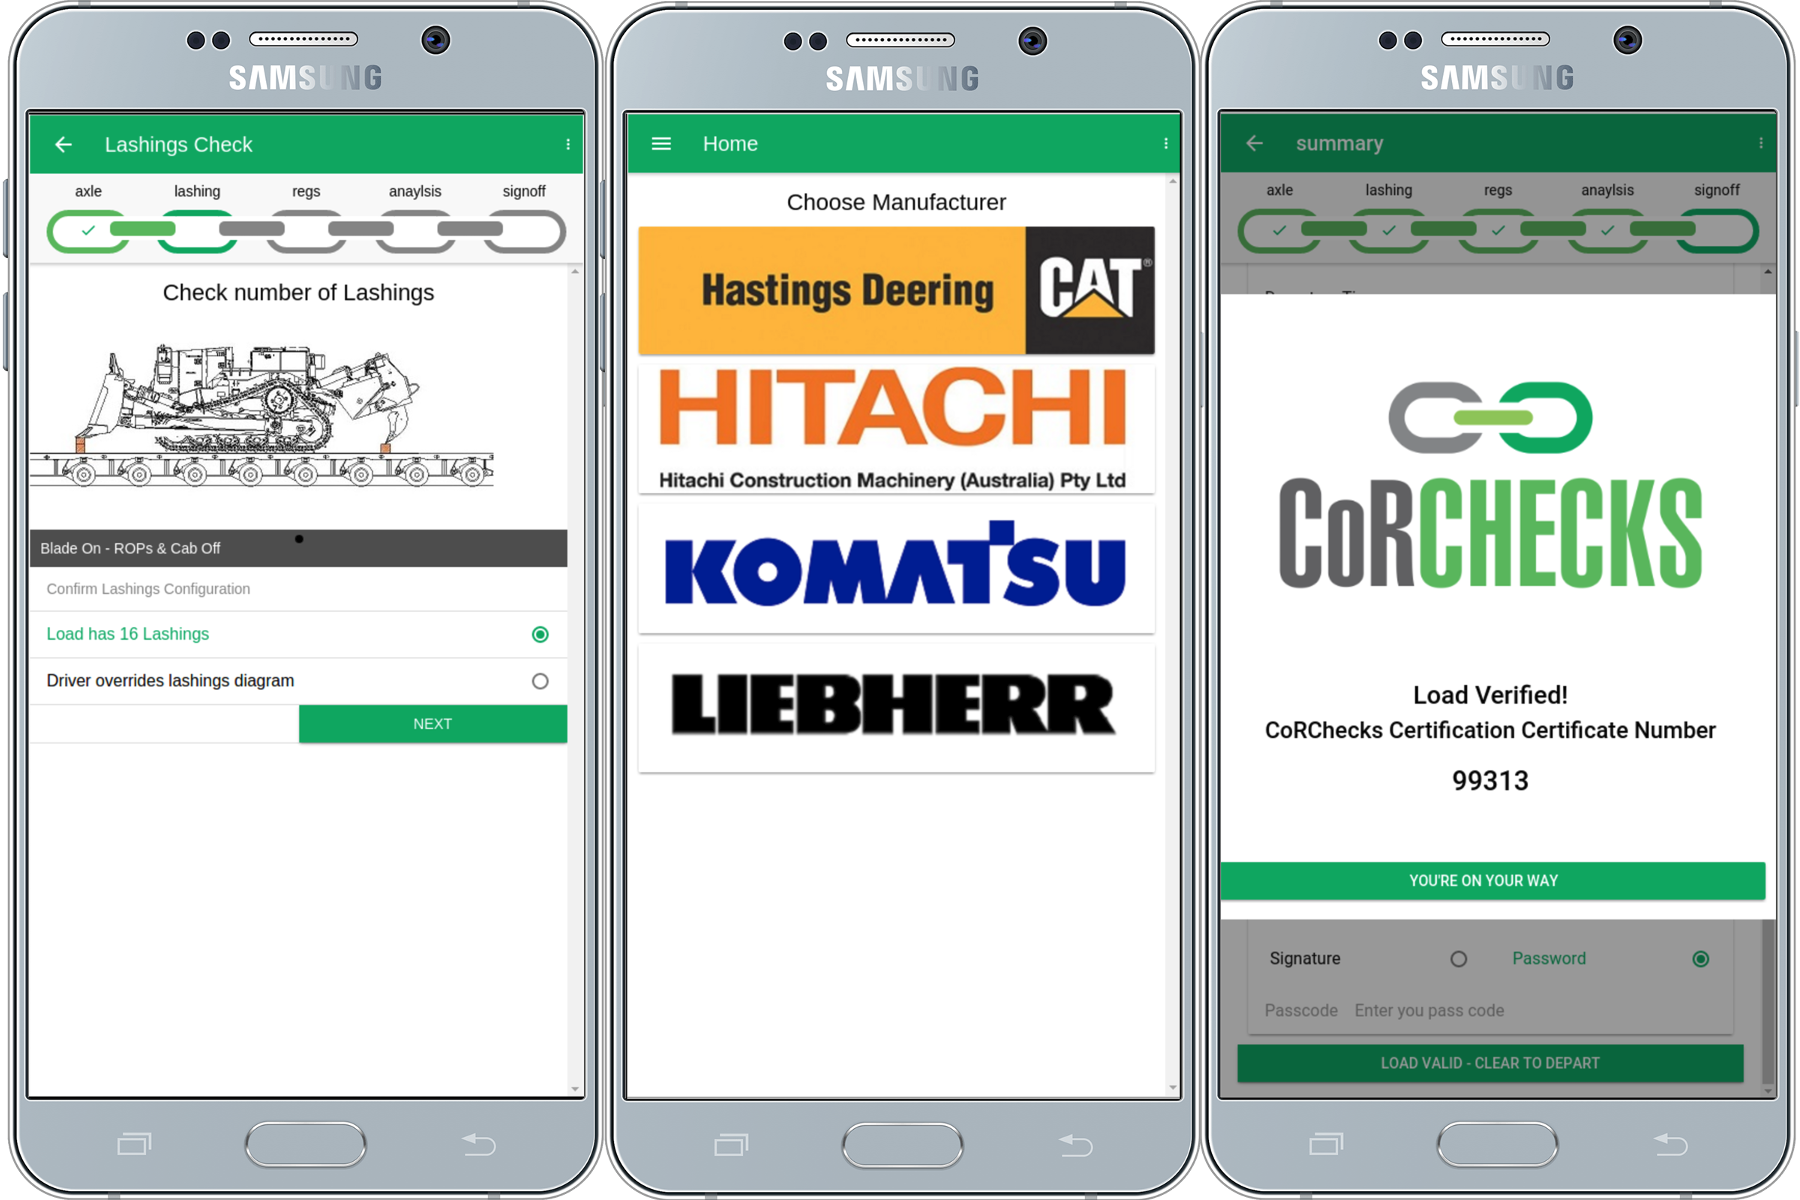 SAMSUNG
Lashings Check
axle lashing regs anaylsis signoff
Check number of Lashings
Blade On - ROPs & Cab Off
Confirm Lashings Configuration
Load has 16 Lashings
Driver overrides lashings diagram
NEXT
SAMSUNG
Home
Choose Manufacturer
Hastings Deering CAT®
HITACHI
Hitachi Construction Machinery (Australia) Pty Ltd
KOMATSU
LIEBHERR
SAMSUNG
summary
axle lashing regs anaylsis signoff
CoRCHECKS
Load Verified!
CoRChecks Certification Certificate Number
99313
YOU'RE ON YOUR WAY
Signature Password
Passcode Enter you pass code
LOAD VALID - CLEAR TO DEPART